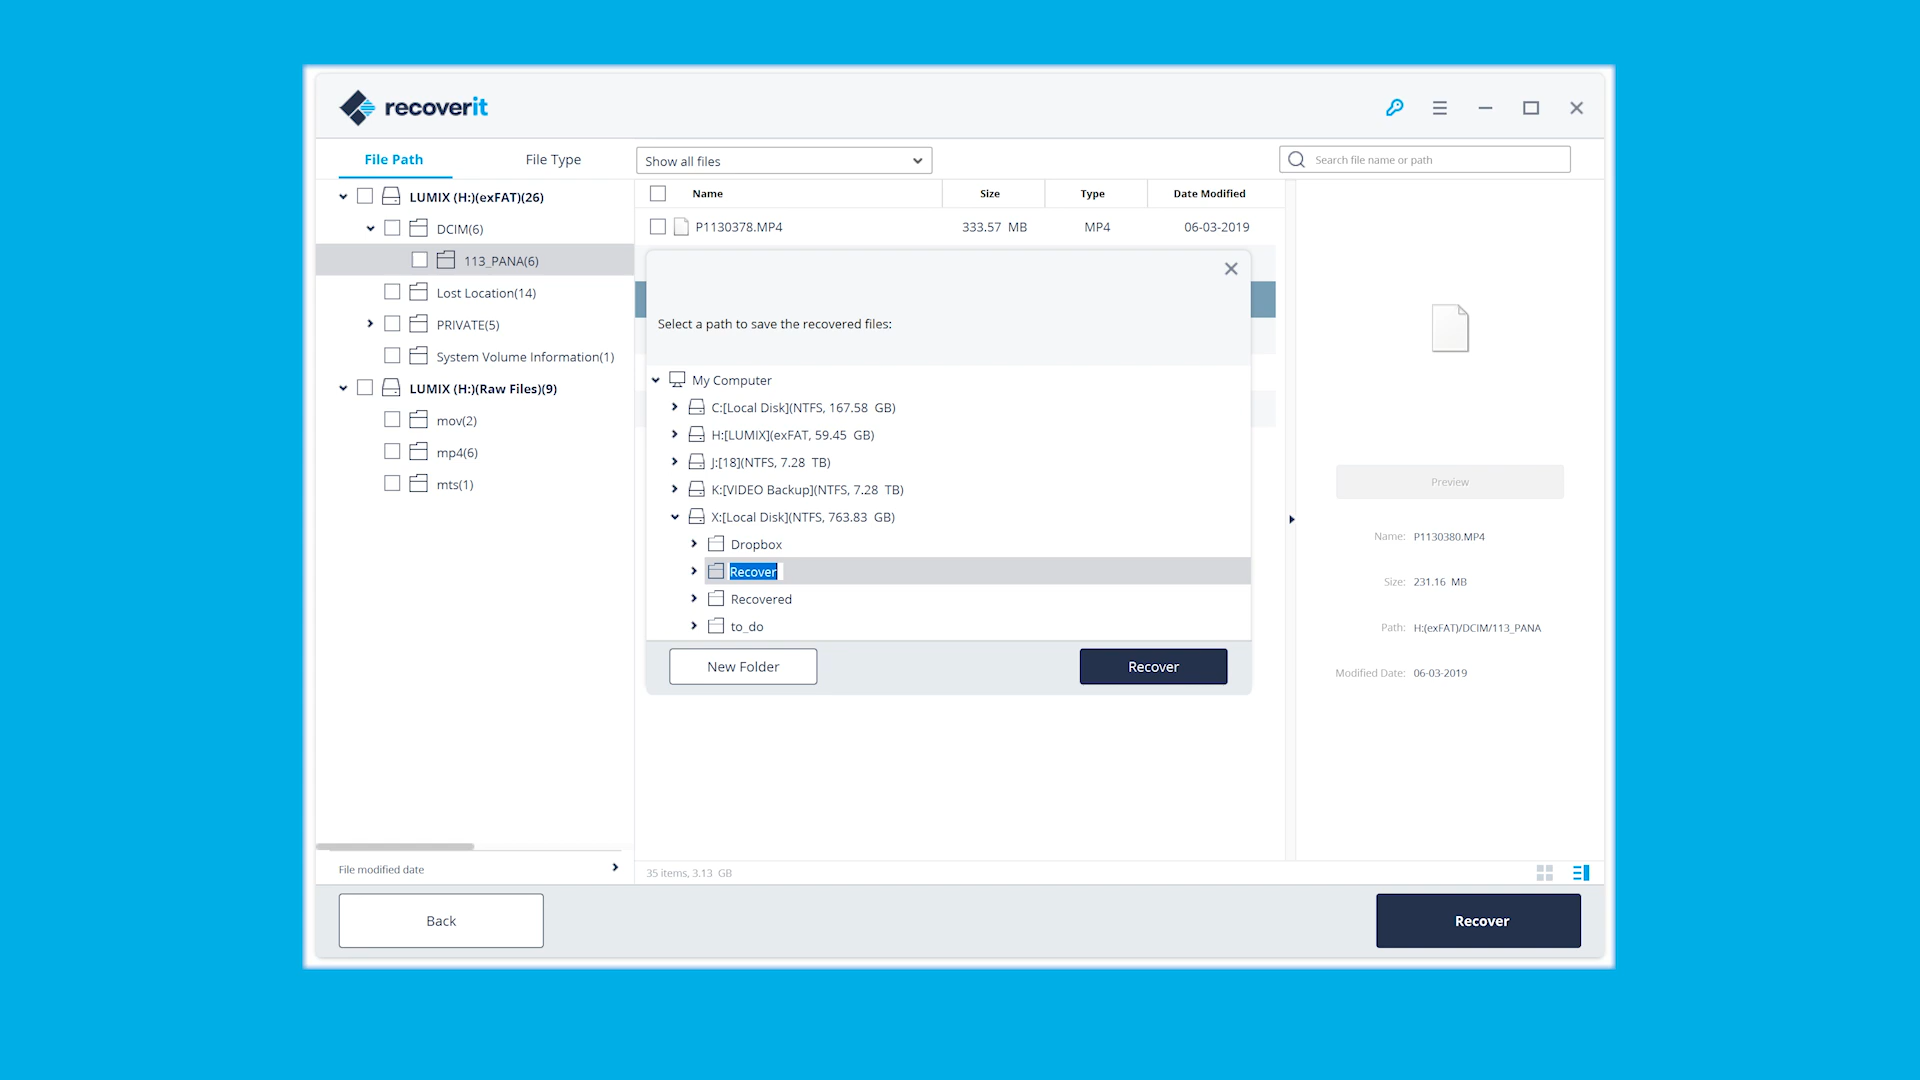 recoverit
File Path
File Type
Show all files
Search file name or path
LUMIX (H:)(exFAT)(26)
DCIM(6)
113_PANA(6)
Lost Location(14)
PRIVATE(5)
System Volume Information(1)
LUMIX (H:)(Raw Files)(9)
mov(2)
mp4(6)
mts(1)
File modified date
Name Size Type Date Modified
P1130378.MP4 333.57 MB MP4 06-03-2019
Select a path to save the recovered files:
My Computer
C:[Local Disk](NTFS, 167.58 GB)
H:[LUMIX](exFAT, 59.45 GB)
J:[18](NTFS, 7.28 TB)
K:[VIDEO Backup](NTFS, 7.28 TB)
X:[Local Disk](NTFS, 763.83 GB)
Dropbox
Recover
Recovered
to_do
New Folder
Recover
Preview
Name: P1130380.MP4
Size: 231.16 MB
Path: H:(exFAT)/DCIM/113_PANA
Modified Date: 06-03-2019
35 items, 3.13 GB
Back
Recover